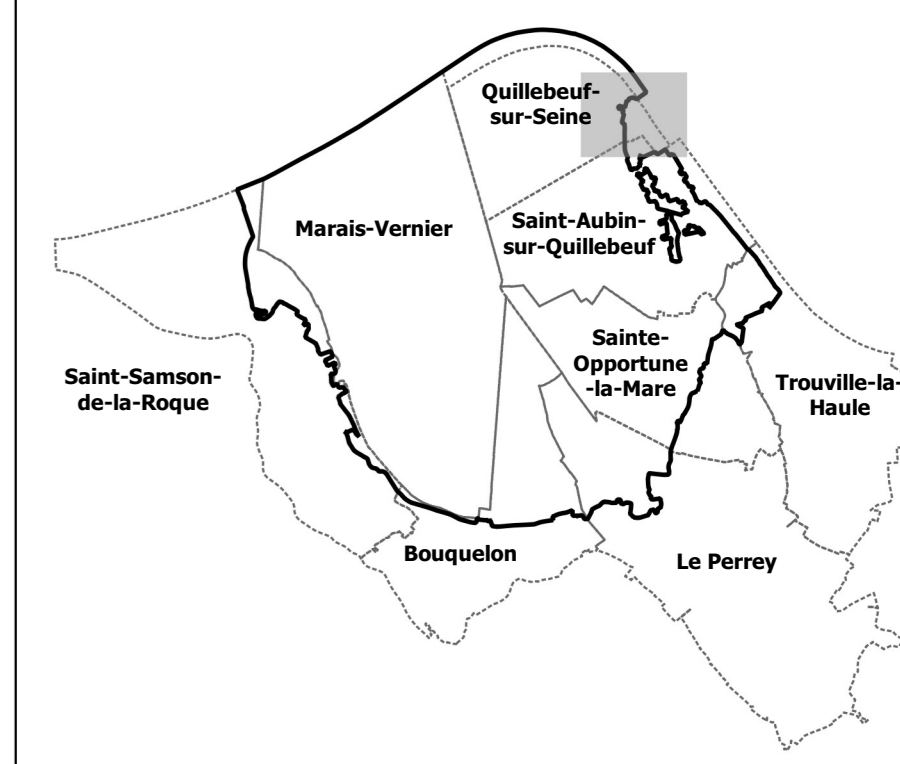 Quillebeuf-
sur-Seine
Marais-Vernier
Saint-Aubin-
sur-Quillebeuf
Sainte-
Opportune
-la-Mare
Saint-Samson-
de-la-Roque
Trouville-la-
Haule
Bouquelon
Le Perrey